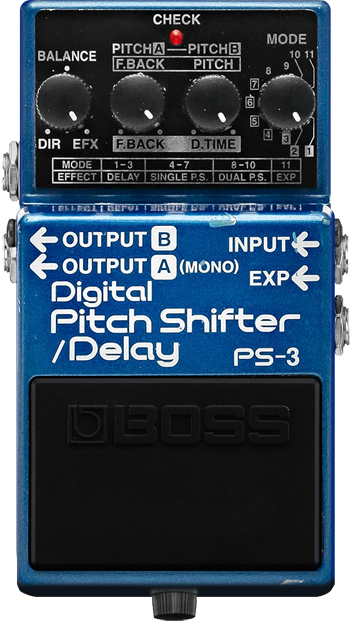 CHECK
PITCH A — PITCH B
MODE
BALANCE
F.BACK PITCH
10 11
9
8
7
6
5
4
3
2 1
DIR EFX
F.BACK D.TIME
MODE 1-3 4-7 8-10 11
EFFECT DELAY SINGLE P.S. DUAL P.S. EXP
← OUTPUT B
INPUT ←
← OUTPUT A (MONO)
EXP ←
Digital
Pitch Shifter
/Delay PS-3
BOSS